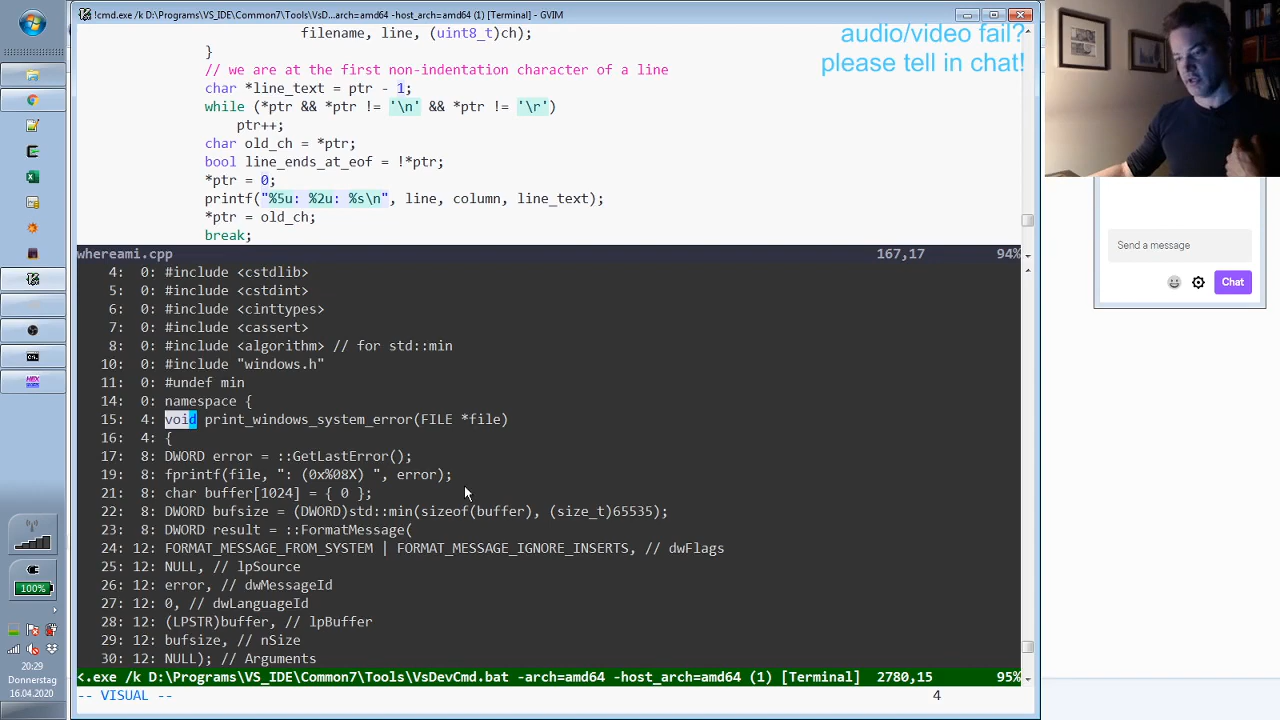 !cmd.exe /k D:\Programs\VS_IDE\Common7\Tools\VsD...arch=amd64 -host_arch=amd64 (1) [Terminal] - GVIM
audio/video fail?
please tell in chat!
filename, line, (uint8_t)ch);
}
// we are at the first non-indentation character of a line
char *line_text = ptr - 1;
while (*ptr && *ptr != '\n' && *ptr != '\r')
ptr++;
char old_ch = *ptr;
bool line_ends_at_eof = !*ptr;
*ptr = 0;
printf("%5u: %2u: %s\n", line, column, line_text);
*ptr = old_ch;
break;
whereami.cpp 167,17 94%
4: 0: #include <cstdlib>
5: 0: #include <cstdint>
6: 0: #include <cinttypes>
7: 0: #include <cassert>
8: 0: #include <algorithm> // for std::min
10: 0: #include "windows.h"
11: 0: #undef min
14: 0: namespace {
15: 4: void print_windows_system_error(FILE *file)
16: 4: {
17: 8: DWORD error = ::GetLastError();
19: 8: fprintf(file, ": (0x%08X) ", error);
21: 8: char buffer[1024] = { 0 };
22: 8: DWORD bufsize = (DWORD)std::min(sizeof(buffer), (size_t)65535);
23: 8: DWORD result = ::FormatMessage(
24: 12: FORMAT_MESSAGE_FROM_SYSTEM | FORMAT_MESSAGE_IGNORE_INSERTS, // dwFlags
25: 12: NULL, // lpSource
26: 12: error, // dwMessageId
27: 12: 0, // dwLanguageId
28: 12: (LPSTR)buffer, // lpBuffer
29: 12: bufsize, // nSize
30: 12: NULL); // Arguments
<.exe /k D:\Programs\VS_IDE\Common7\Tools\VsDevCmd.bat -arch=amd64 -host_arch=amd64 (1) [Terminal] 2780,15 95%
-- VISUAL -- 4
Send a message
Chat
HEX
100%
20:29
Donnerstag
16.04.2020